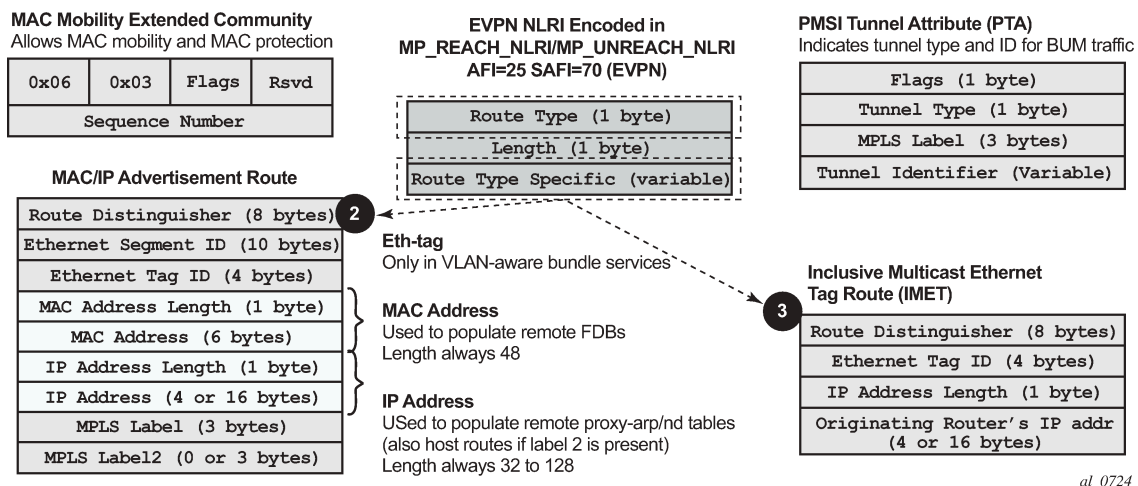 MAC Mobility Extended Community
Allows MAC mobility and MAC protection
0x06 0x03 Flags Rsvd
Sequence Number
EVPN NLRI Encoded in
MP_REACH_NLRI/MP_UNREACH_NLRI
AFI=25 SAFI=70 (EVPN)
Route Type (1 byte)
Length (1 byte)
Route Type Specific (variable)
PMSI Tunnel Attribute (PTA)
Indicates tunnel type and ID for BUM traffic
Flags (1 byte)
Tunnel Type (1 byte)
MPLS Label (3 bytes)
Tunnel Identifier (Variable)
MAC/IP Advertisement Route
2
Route Distinguisher (8 bytes)
Ethernet Segment ID (10 bytes)
Ethernet Tag ID (4 bytes)
MAC Address Length (1 byte)
MAC Address (6 bytes)
IP Address Length (1 byte)
IP Address (4 or 16 bytes)
MPLS Label (3 bytes)
MPLS Label2 (0 or 3 bytes)
Eth-tag
Only in VLAN-aware bundle services
MAC Address
Used to populate remote FDBs
Length always 48
IP Address
USed to populate remote proxy-arp/nd tables
(also host routes if label 2 is present)
Length always 32 to 128
Inclusive Multicast Ethernet
Tag Route (IMET)
3
Route Distinguisher (8 bytes)
Ethernet Tag ID (4 bytes)
IP Address Length (1 byte)
Originating Router's IP addr
(4 or 16 bytes)
al_0724